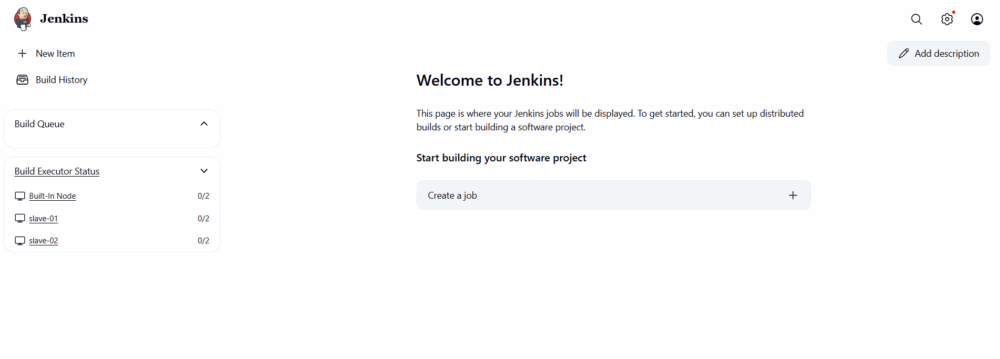 Jenkins
New Item
Build History
Build Queue
Build Executor Status
Built-In Node 0/2
slave-01 0/2
slave-02 0/2
Add description
Welcome to Jenkins!
This page is where your Jenkins jobs will be displayed. To get started, you can set up distributed
builds or start building a software project.
Start building your software project
Create a job